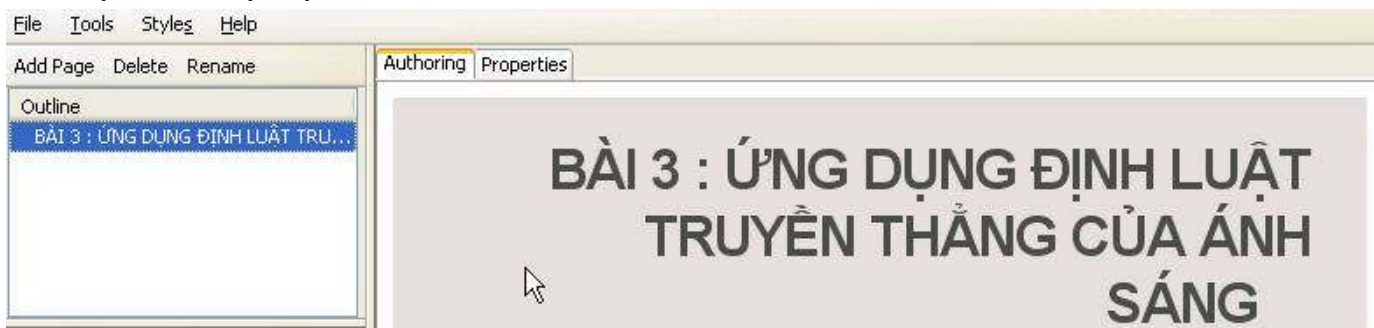 File Tools Styles Help
Add Page Delete Rename
Outline
BÀI 3 : ỨNG DỤNG ĐỊNH LUẬT TRU...
Authoring Properties
BÀI 3 : ỨNG DỤNG ĐỊNH LUẬT
TRUYỀN THẲNG CỦA ÁNH
SÁNG